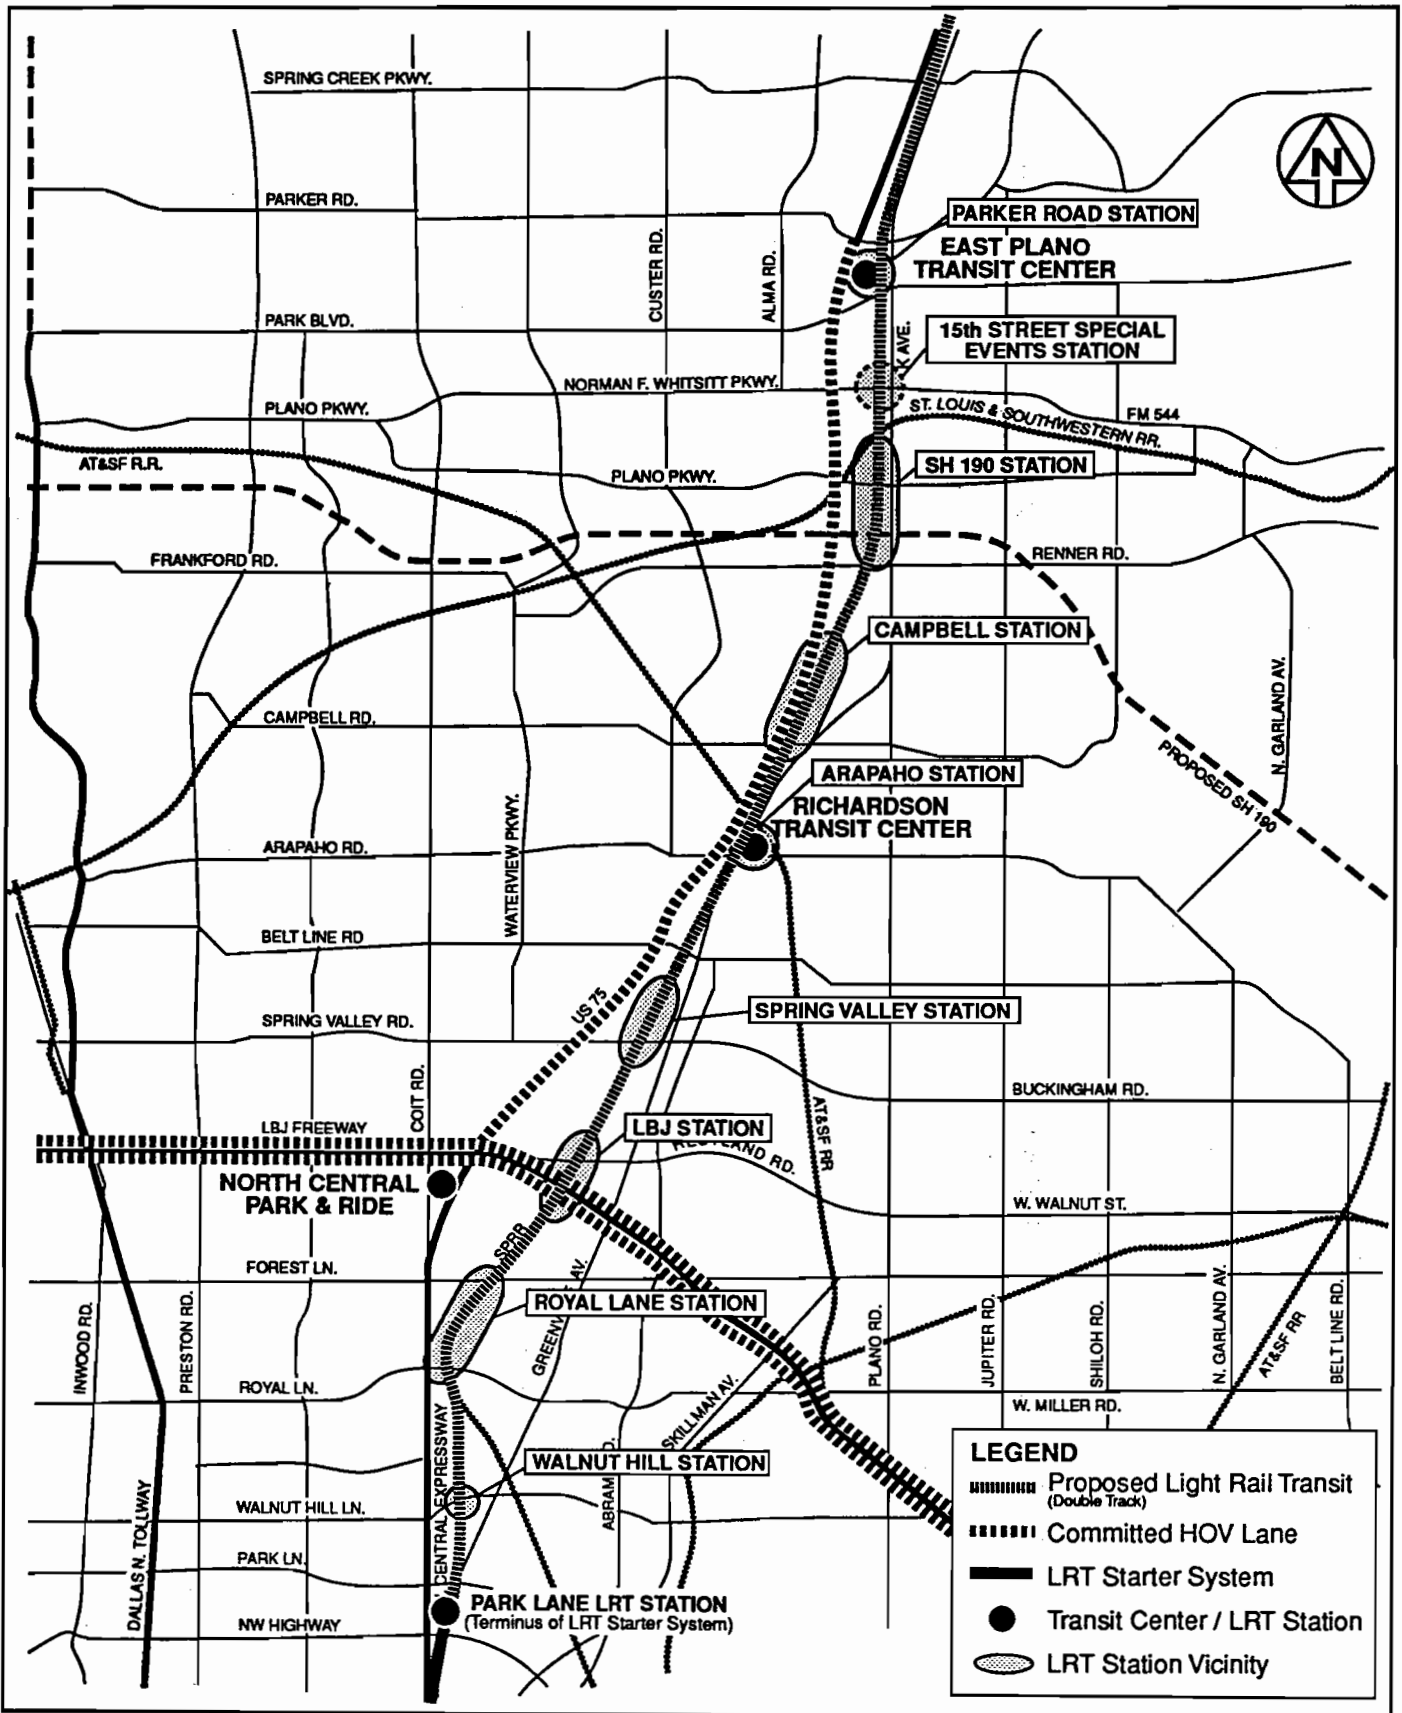 SPRING CREEK PKWY.
N
PARKER RD.
PARKER ROAD STATION
EAST PLANO
TRANSIT CENTER
CUSTER RD.
ALMA RD.
PARK BLVD.
K AVE.
15th STREET SPECIAL
EVENTS STATION
NORMAN F. WHITSITT PKWY.
PLANO PKWY.
ST. LOUIS & SOUTHWESTERN RR.
FM 544
AT&SF R.R.
PLANO PKWY.
SH 190 STATION
FRANKFORD RD.
RENNER RD.
CAMPBELL STATION
N. GARLAND AV.
CAMPBELL RD.
PROPOSED SH 190
ARAPAHO STATION
RICHARDSON
TRANSIT CENTER
WATERVIEW PKWY.
ARAPAHO RD.
BELT LINE RD
US 75
SPRING VALLEY STATION
SPRING VALLEY RD.
COIT RD.
BUCKINGHAM RD.
AT&SF RR
LBJ FREEWAY
LBJ STATION
RD.
NORTH CENTRAL
PARK & RIDE
W. WALNUT ST.
SPRR
FOREST LN.
GREENV AV.
ROYAL LANE STATION
INWOOD RD.
PRESTON RD.
PLANO RD.
JUPITER RD.
SHILOH RD.
N. GARLAND AV.
AT&SF RR
BELT LINE RD.
ROYAL LN.
SKILLMAN AV.
W. MILLER RD.
CENTRAL EXPRESSWAY
WALNUT HILL STATION
ABRAM D.
WALNUT HILL LN.
DALLAS N. TOLLWAY
PARK LN.
PARK LANE LRT STATION
(Terminus of LRT Starter System)
NW HIGHWAY
LEGEND
Proposed Light Rail Transit
(Double Track)
Committed HOV Lane
LRT Starter System
Transit Center / LRT Station
LRT Station Vicinity